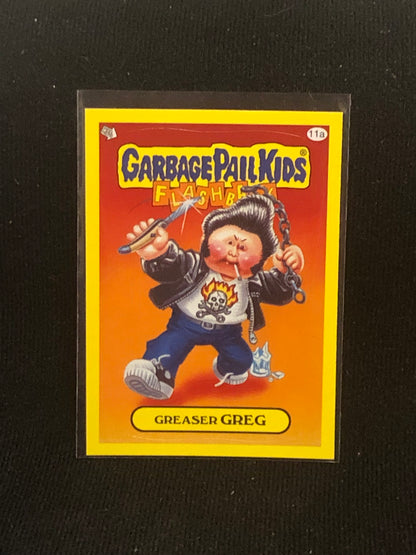 11a
GARBAGE PAIL KIDS®
FLASHBACK
GREASER GREG